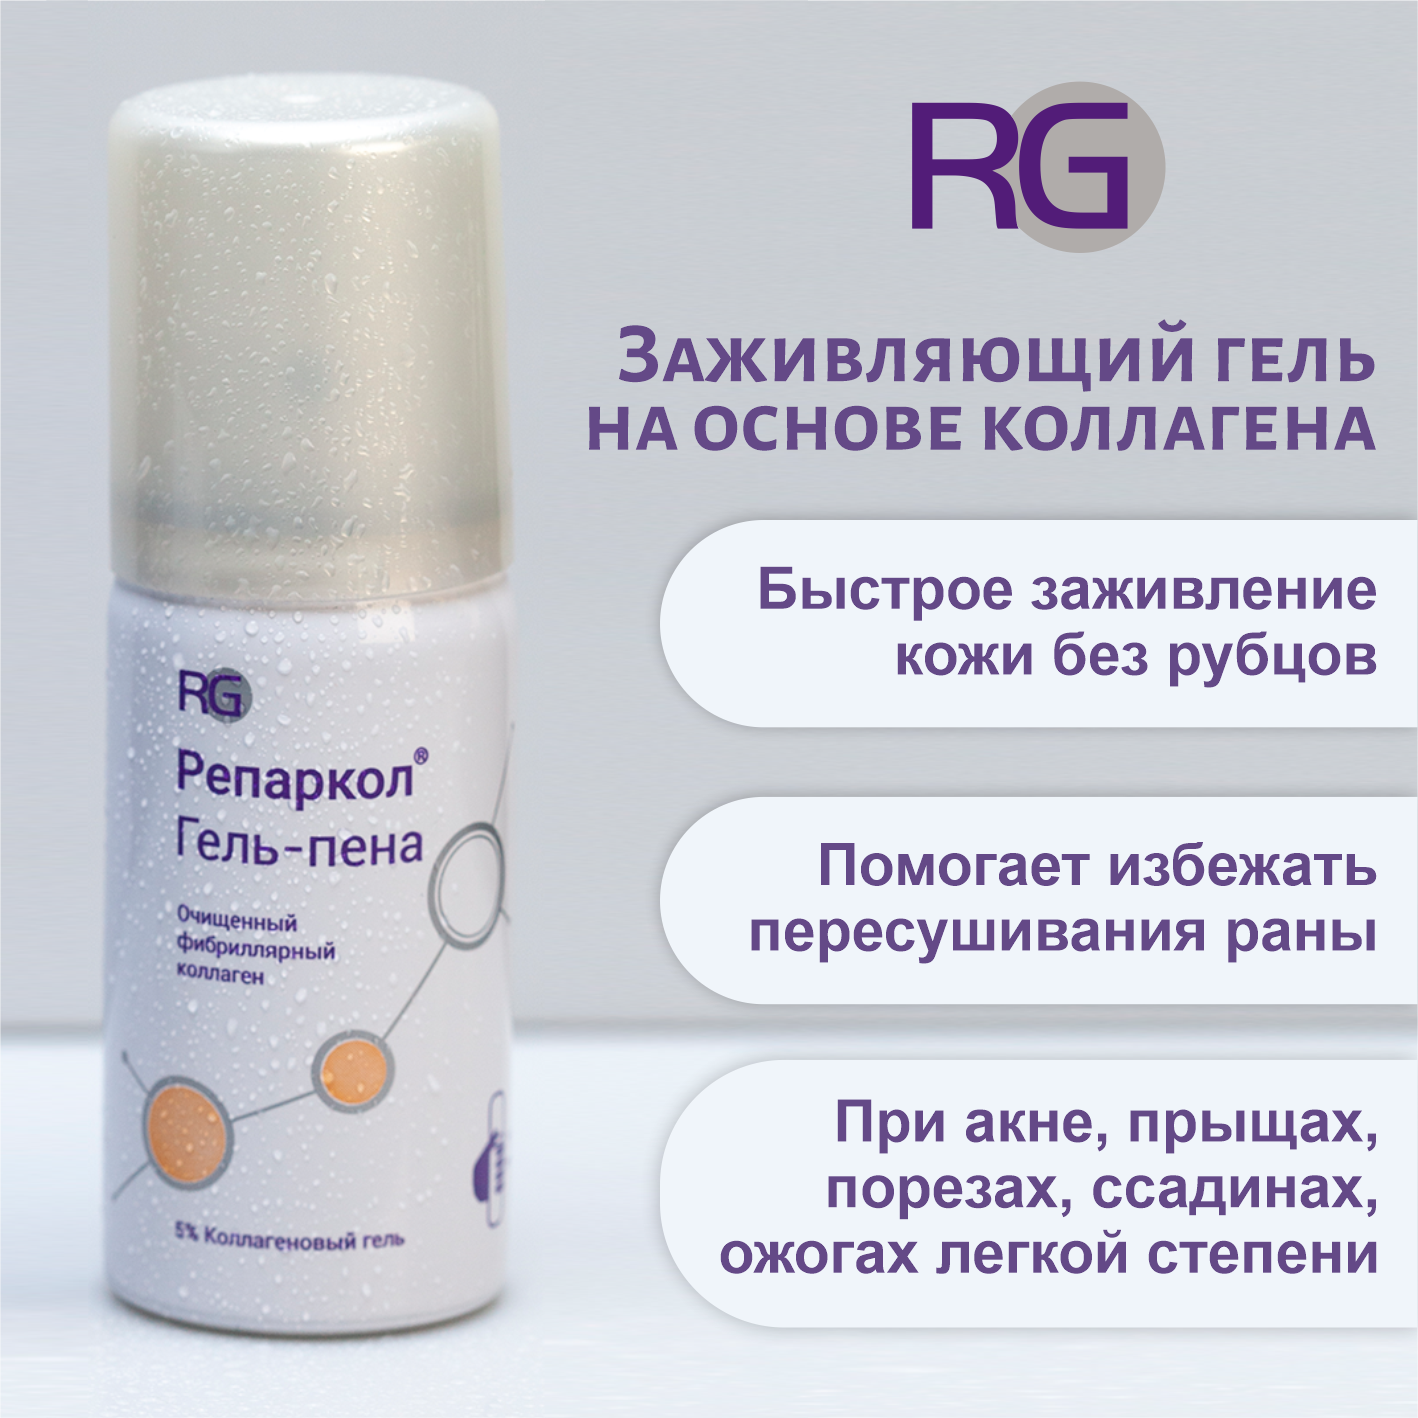 RG
Заживляющий гель
на основе коллагена
Быстрое заживление
кожи без рубцов
Помогает избежать
пересушивания раны
При акне, прыщах,
порезах, ссадинах,
ожогах легкой степени
RG
Репаркол®
Гель-пена
Очищенный
фибриллярный
коллаген
5% Коллагеновый гель